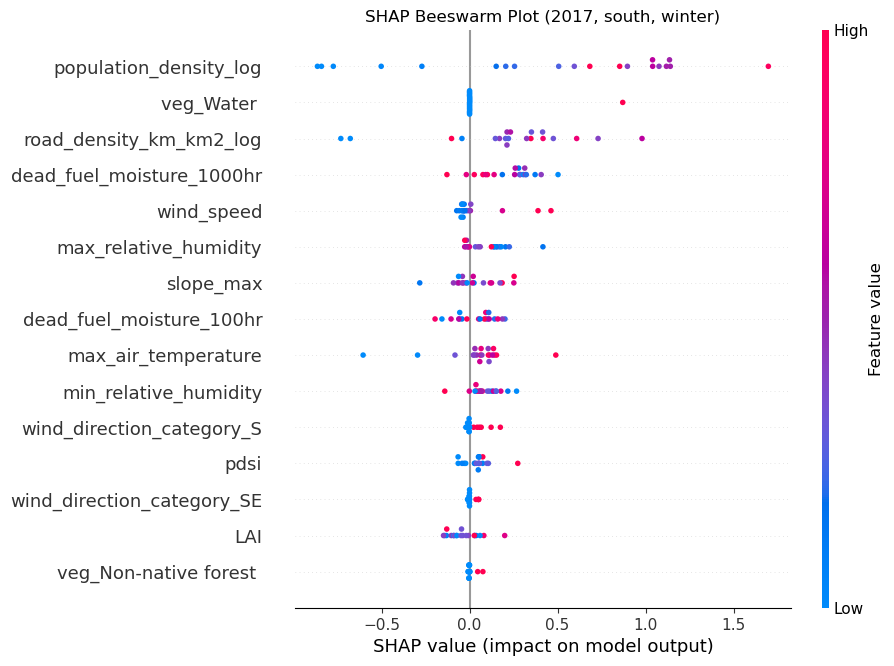 SHAP Beeswarm Plot (2017, south, winter)
High
population_density_log
veg_Water
road_density_km_km2_log
dead_fuel_moisture_1000hr
wind_speed
max_relative_humidity
slope_max
dead_fuel_moisture_100hr
max_air_temperature
min_relative_humidity
wind_direction_category_S
pdsi
wind_direction_category_SE
LAI
veg_Non-native forest
Feature value
Low
−0.5 0.0 0.5 1.0 1.5
SHAP value (impact on model output)